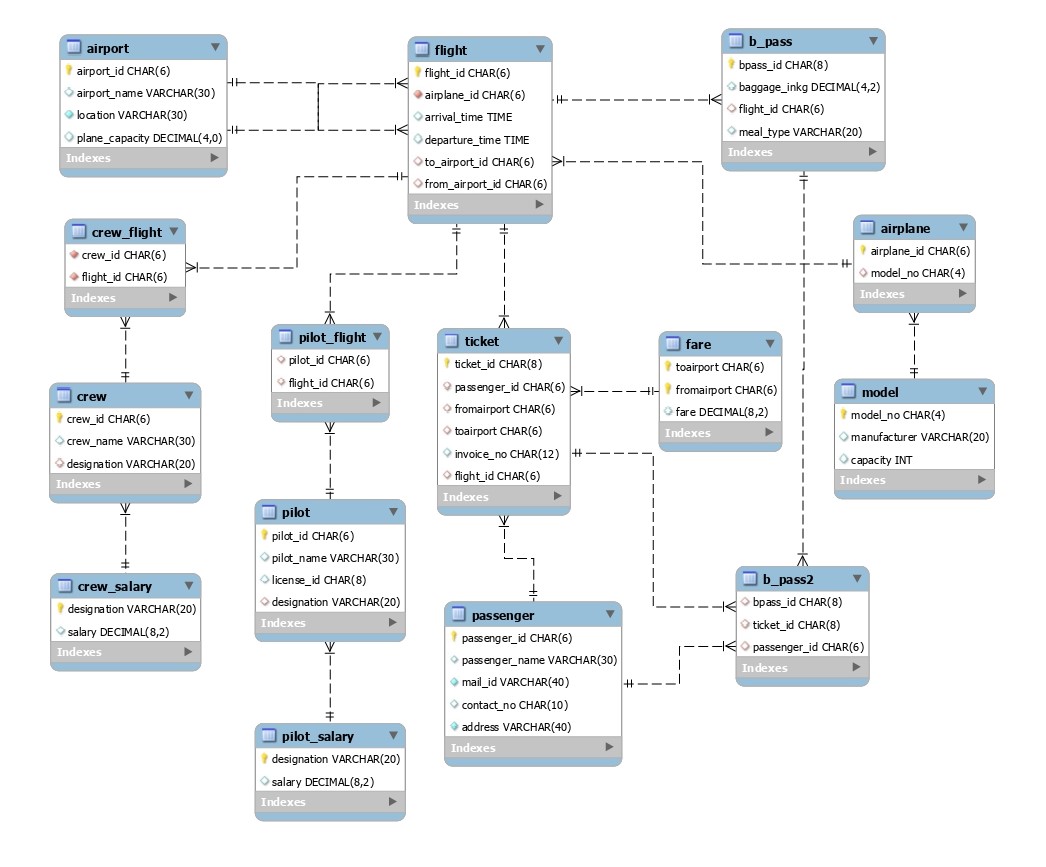 airport
airport_id CHAR(6)
airport_name VARCHAR(30)
location VARCHAR(30)
plane_capacity DECIMAL(4,0)
Indexes
flight
flight_id CHAR(6)
airplane_id CHAR(6)
arrival_time TIME
departure_time TIME
to_airport_id CHAR(6)
from_airport_id CHAR(6)
Indexes
b_pass
bpass_id CHAR(8)
baggage_inkg DECIMAL(4,2)
flight_id CHAR(6)
meal_type VARCHAR(20)
Indexes
crew_flight
crew_id CHAR(6)
flight_id CHAR(6)
Indexes
airplane
airplane_id CHAR(6)
model_no CHAR(4)
Indexes
pilot_flight
pilot_id CHAR(6)
flight_id CHAR(6)
Indexes
ticket
ticket_id CHAR(8)
passenger_id CHAR(6)
fromairport CHAR(6)
toairport CHAR(6)
invoice_no CHAR(12)
flight_id CHAR(6)
Indexes
fare
toairport CHAR(6)
fromairport CHAR(6)
fare DECIMAL(8,2)
Indexes
crew
crew_id CHAR(6)
crew_name VARCHAR(30)
designation VARCHAR(20)
Indexes
model
model_no CHAR(4)
manufacturer VARCHAR(20)
capacity INT
Indexes
pilot
pilot_id CHAR(6)
pilot_name VARCHAR(30)
license_id CHAR(8)
designation VARCHAR(20)
Indexes
crew_salary
designation VARCHAR(20)
salary DECIMAL(8,2)
Indexes
passenger
passenger_id CHAR(6)
passenger_name VARCHAR(30)
mail_id VARCHAR(40)
contact_no CHAR(10)
address VARCHAR(40)
Indexes
b_pass2
bpass_id CHAR(8)
ticket_id CHAR(8)
passenger_id CHAR(6)
Indexes
pilot_salary
designation VARCHAR(20)
salary DECIMAL(8,2)
Indexes